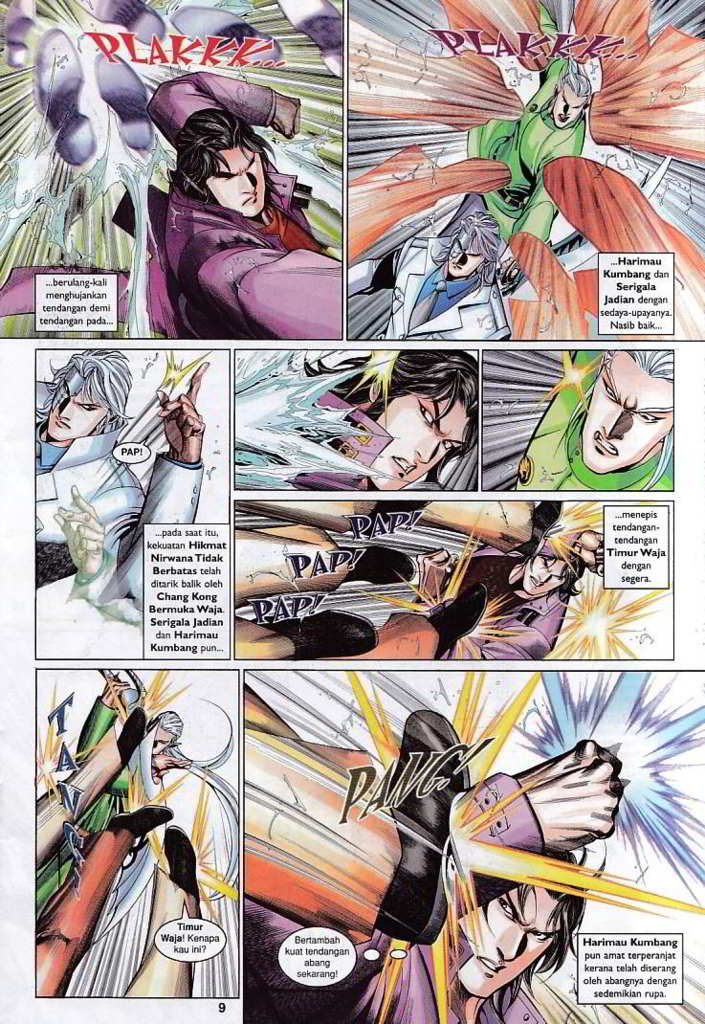 PLAKKK...
...berulang-kali
menghujankan
tendangan demi
tendangan pada...
PLAKKK...
...Harimau
Kumbang dan
Serigala
Jadian dengan
sedaya-upayanya.
Nasib baik...
PAP!
...pada saat itu,
kekuatan Hikmat
Nirwana Tidak
Berbatas telah
ditarik balik oleh
Chang Kong
Bermuka Waja.
Serigala Jadian
dan Harimau
Kumbang pun...
PAP!
PAP!
PAP!
...menepis
tendangan-
tendangan
Timur Waja
dengan
segera.
TANG!
TANG!
Timur
Waja! Kenapa
kau ini?
PANG!
Bertambah
kuat tendangan
abang
sekarang!
Harimau Kumbang
pun amat terperanjat
kerana telah diserang
oleh abangnya dengan
sedemikian rupa.
9